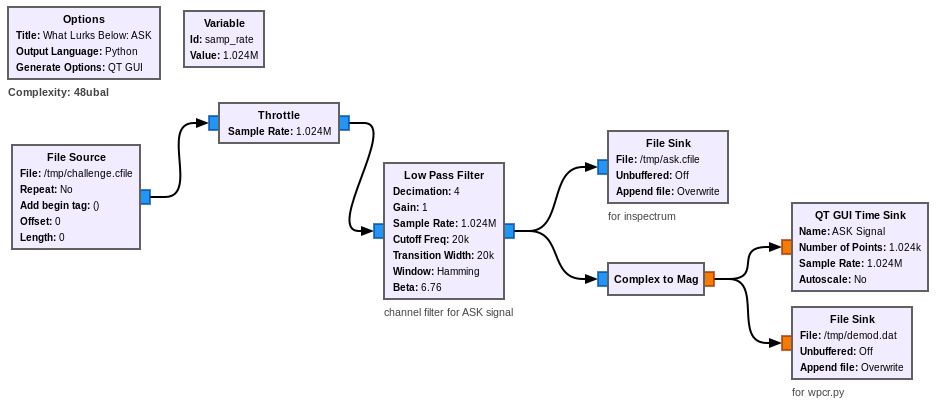 Options
Title: What Lurks Below: ASK
Output Language: Python
Generate Options: QT GUI
Complexity: 48ubal
Variable
Id: samp_rate
Value: 1.024M
Throttle
Sample Rate: 1.024M
File Source
File: /tmp/challenge.cfile
Repeat: No
Add begin tag: ()
Offset: 0
Length: 0
Low Pass Filter
Decimation: 4
Gain: 1
Sample Rate: 1.024M
Cutoff Freq: 20k
Transition Width: 20k
Window: Hamming
Beta: 6.76
channel filter for ASK signal
File Sink
File: /tmp/ask.cfile
Unbuffered: Off
Append file: Overwrite
for inspectrum
Complex to Mag
QT GUI Time Sink
Name: ASK Signal
Number of Points: 1.024k
Sample Rate: 1.024M
Autoscale: No
File Sink
File: /tmp/demod.dat
Unbuffered: Off
Append file: Overwrite
for wpcr.py